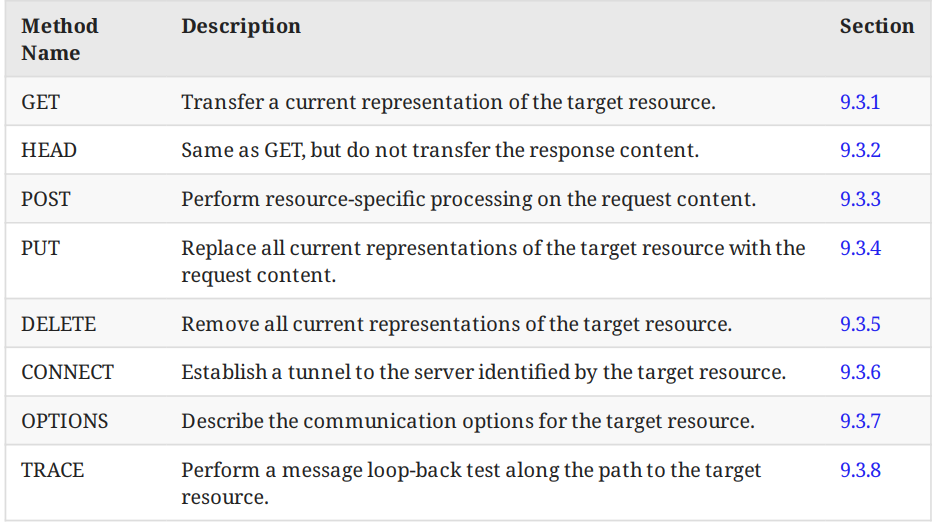 Method Name Description Section
GET Transfer a current representation of the target resource. 9.3.1
HEAD Same as GET, but do not transfer the response content. 9.3.2
POST Perform resource-specific processing on the request content. 9.3.3
PUT Replace all current representations of the target resource with the 9.3.4
request content.
DELETE Remove all current representations of the target resource. 9.3.5
CONNECT Establish a tunnel to the server identified by the target resource. 9.3.6
OPTIONS Describe the communication options for the target resource. 9.3.7
TRACE Perform a message loop-back test along the path to the target 9.3.8
resource.